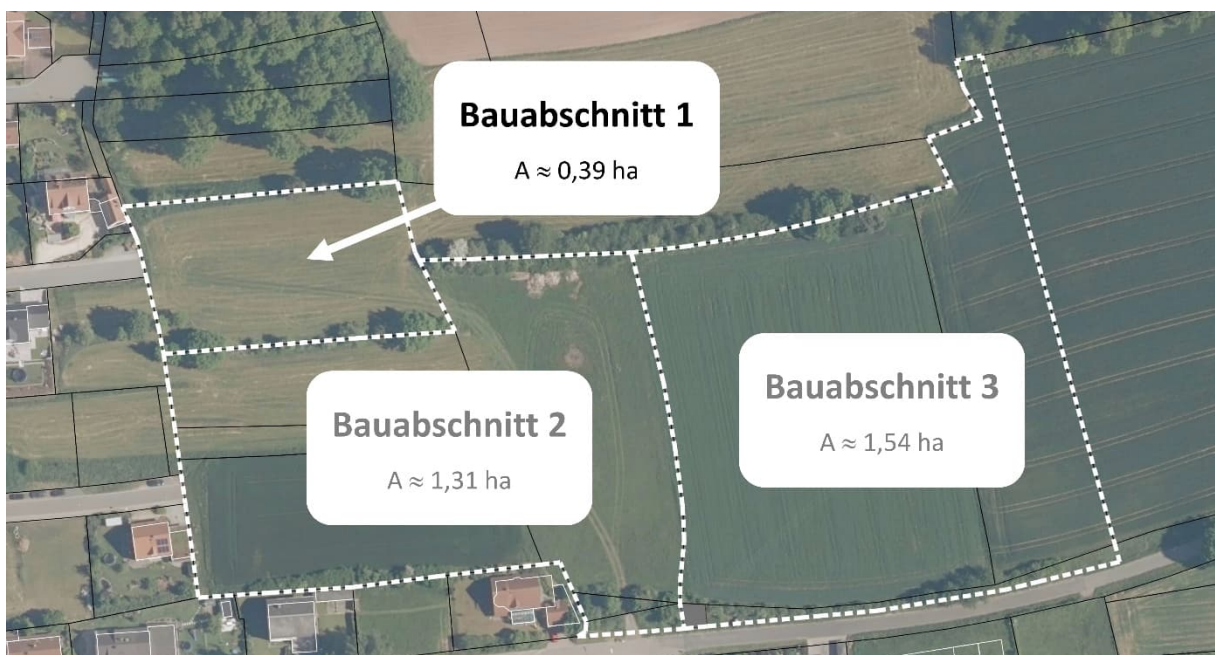 Bauabschnitt 1
A ≈ 0,39 ha
Bauabschnitt 2
A ≈ 1,31 ha
Bauabschnitt 3
A ≈ 1,54 ha